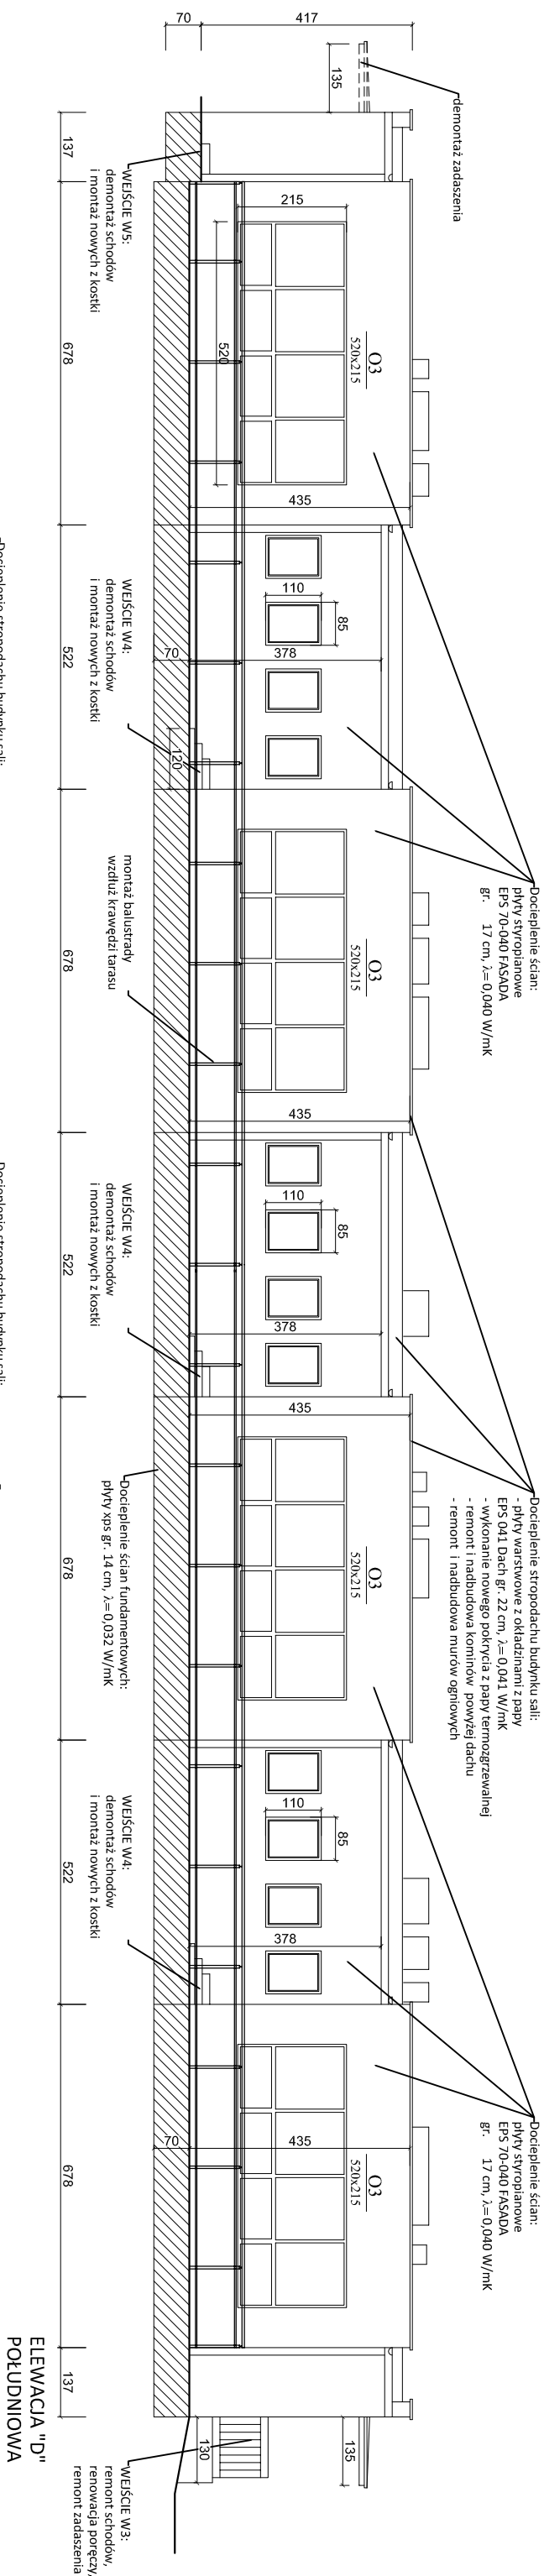 demontaż zadaszenia
Docieplenie ścian:
płyty styropianowe
EPS 70-040 FASADA
gr. 17 cm, λ= 0,040 W/mK
Docieplenie stropodachu budynku sali:
- płyty warstwowe z okładzinami z papy
EPS 041 Dach gr. 22 cm, λ= 0,041 W/mK
- wykonanie nowego pokrycia z papy termozgrzewalnej
- remont i nadbudowa kominów powyżej dachu
- remont i nadbudowa murów ogniowych
Docieplenie ścian:
płyty styropianowe
EPS 70-040 FASADA
gr. 17 cm, λ= 0,040 W/mK
70
417
135
215
520
O3
520x215
435
110
85
378
70
120
O3
520x215
435
110
85
378
435
O3
520x215
110
85
378
70
435
O3
520x215
135
130
WEJŚCIE W5:
demontaż schodów
i montaż nowych z kostki
WEJŚCIE W4:
demontaż schodów
i montaż nowych z kostki
montaż balustrady
wzdłuż krawędzi tarasu
WEJŚCIE W4:
demontaż schodów
i montaż nowych z kostki
Docieplenie ścian fundamentowych:
płyty xps gr. 14 cm, λ= 0,032 W/mK
WEJŚCIE W4:
demontaż schodów
i montaż nowych z kostki
WEJŚCIE W3:
remont schodów,
renowacja poręczy,
remont zadaszenia
137
678
522
678
522
678
522
678
137
ELEWACJA "D"
POŁUDNIOWA